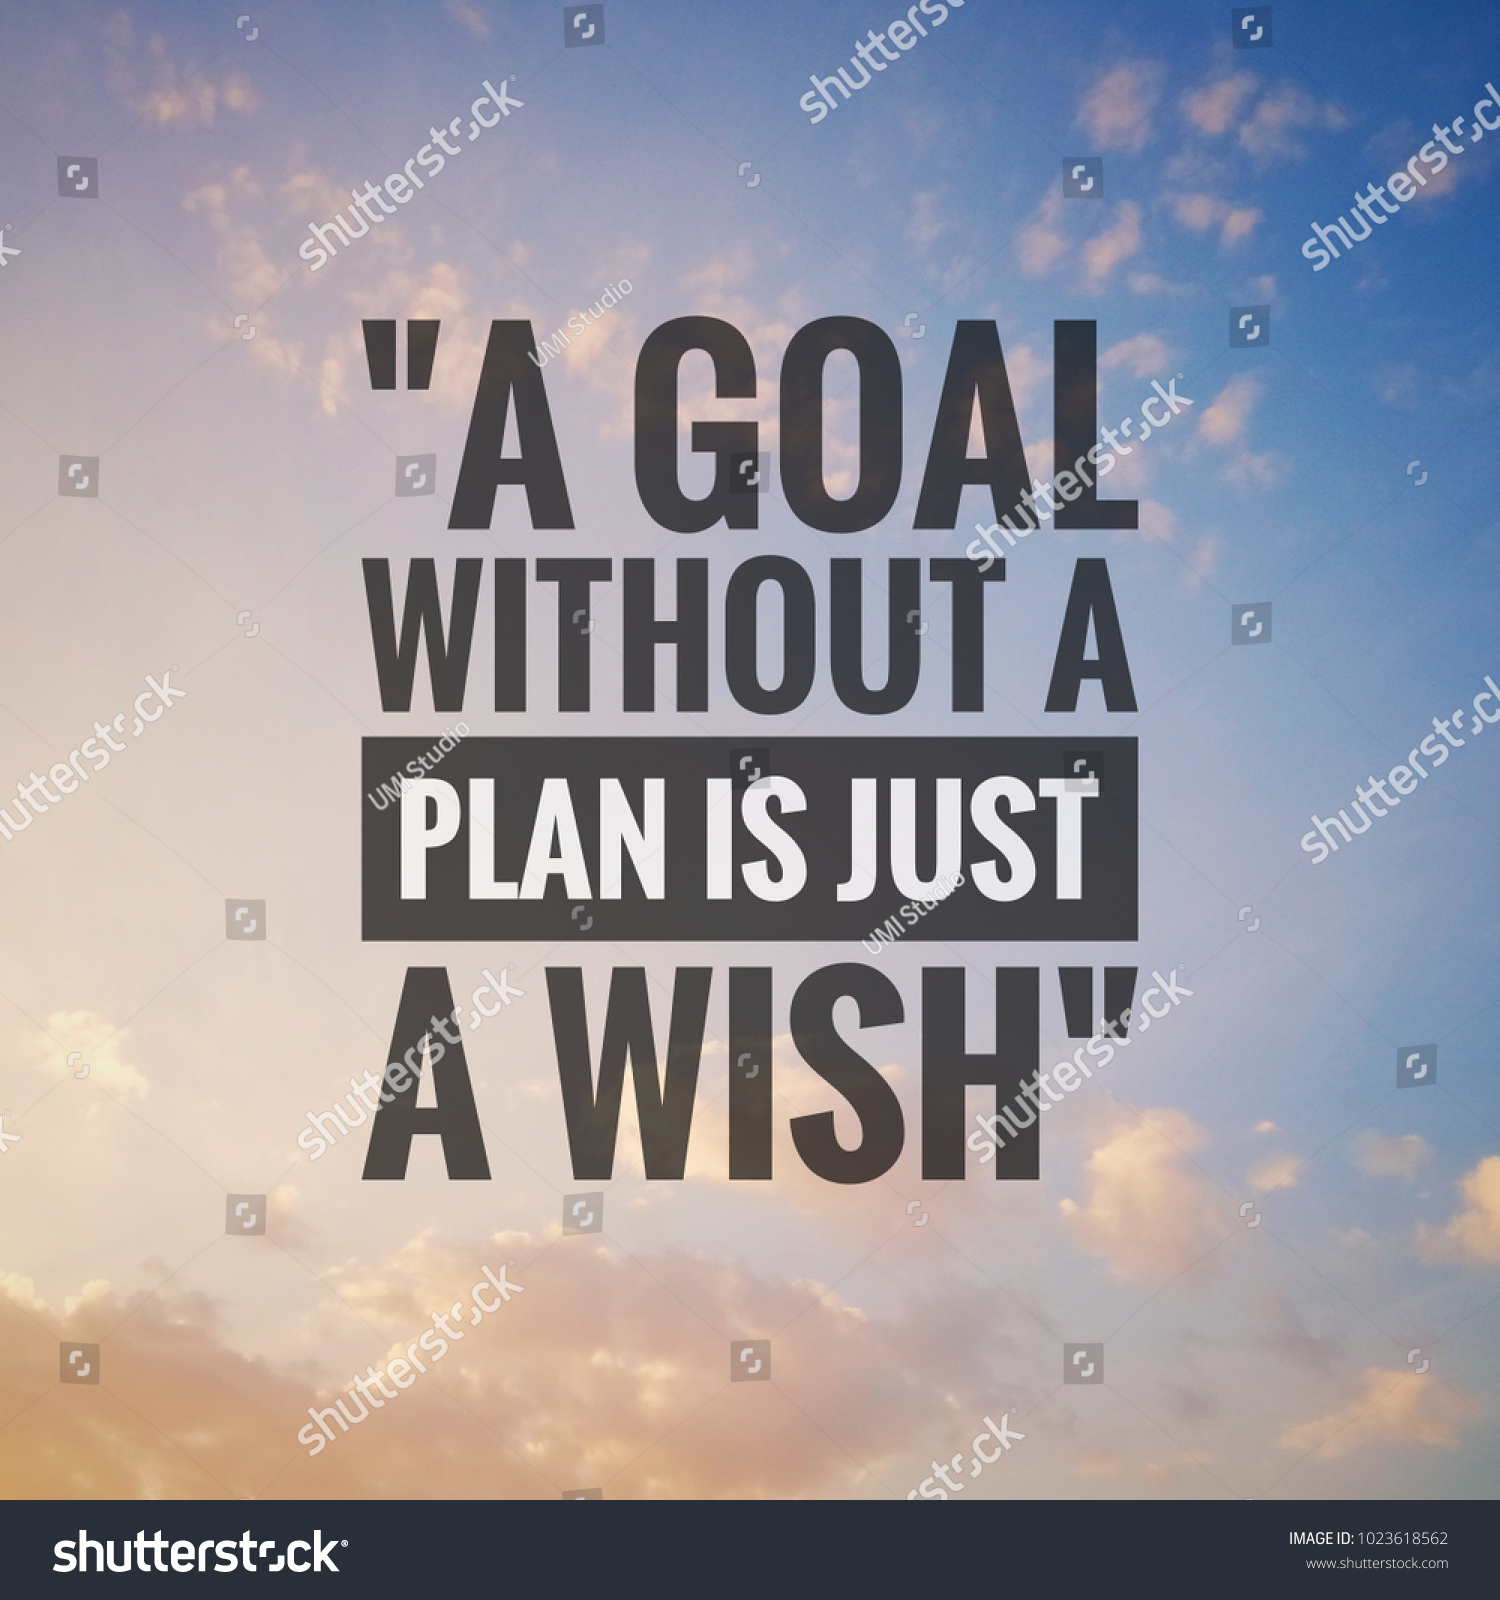 "A GOAL
WITHOUT A
PLAN IS JUST
A WISH"
shutterstock
UMI Studio
shutterstock
IMAGE ID: 1023618562
www.shutterstock.com